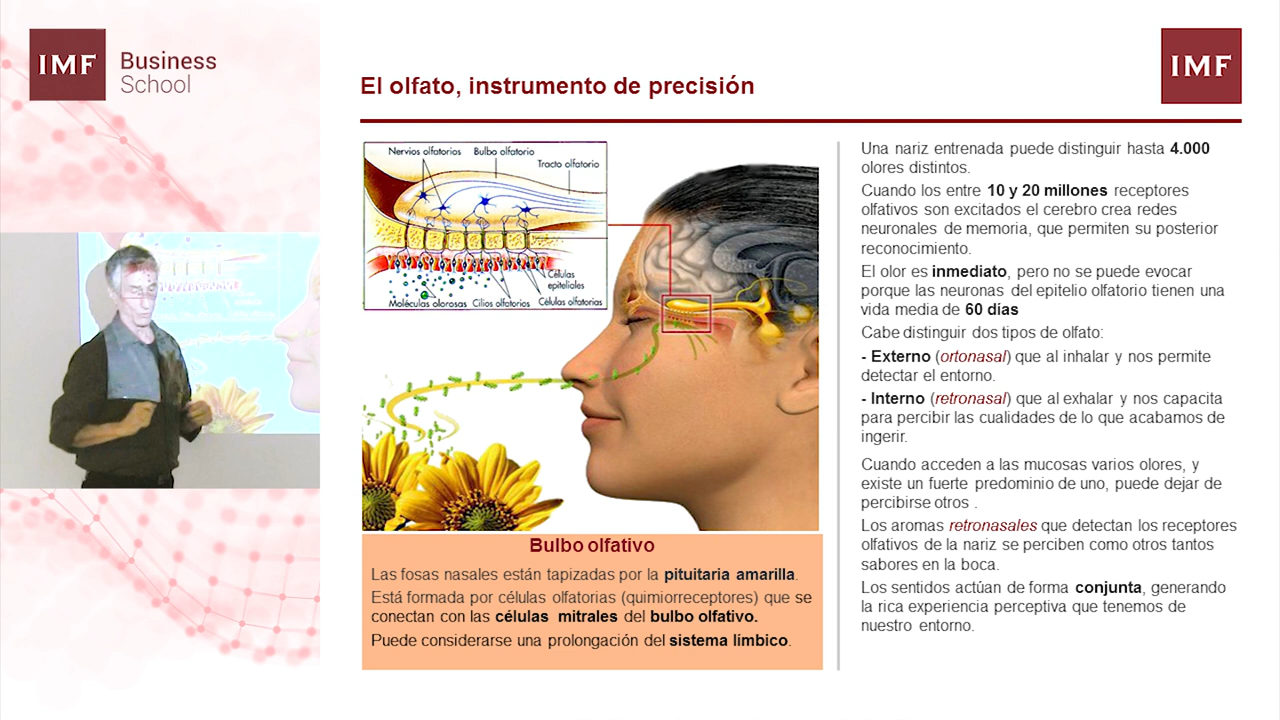 IMF
Business
School
El olfato, instrumento de precisión
IMF
Nervios olfatorios
Bulbo olfatorio
Tracto olfatorio
Células
epiteliales
Moléculas olorosas
Cilios olfatorios
Células olfatorias
Bulbo olfativo
Las fosas nasales están tapizadas por la pituitaria amarilla.
Está formada por células olfatorias (quimiorreceptores) que se
conectan con las células mitrales del bulbo olfativo.
Puede considerarse una prolongación del sistema límbico.
Una nariz entrenada puede distinguir hasta 4.000
olores distintos.
Cuando los entre 10 y 20 millones receptores
olfativos son excitados el cerebro crea redes
neuronales de memoria, que permiten su posterior
reconocimiento.
El olor es inmediato, pero no se puede evocar
porque las neuronas del epitelio olfatorio tienen una
vida media de 60 días
Cabe distinguir dos tipos de olfato:
- Externo (ortonasal) que al inhalar y nos permite
detectar el entorno.
- Interno (retronasal) que al exhalar y nos capacita
para percibir las cualidades de lo que acabamos de
ingerir.
Cuando acceden a las mucosas varios olores, y
existe un fuerte predominio de uno, puede dejar de
percibirse otros .
Los aromas retronasales que detectan los receptores
olfativos de la nariz se perciben como otros tantos
sabores en la boca.
Los sentidos actúan de forma conjunta, generando
la rica experiencia perceptiva que tenemos de
nuestro entorno.